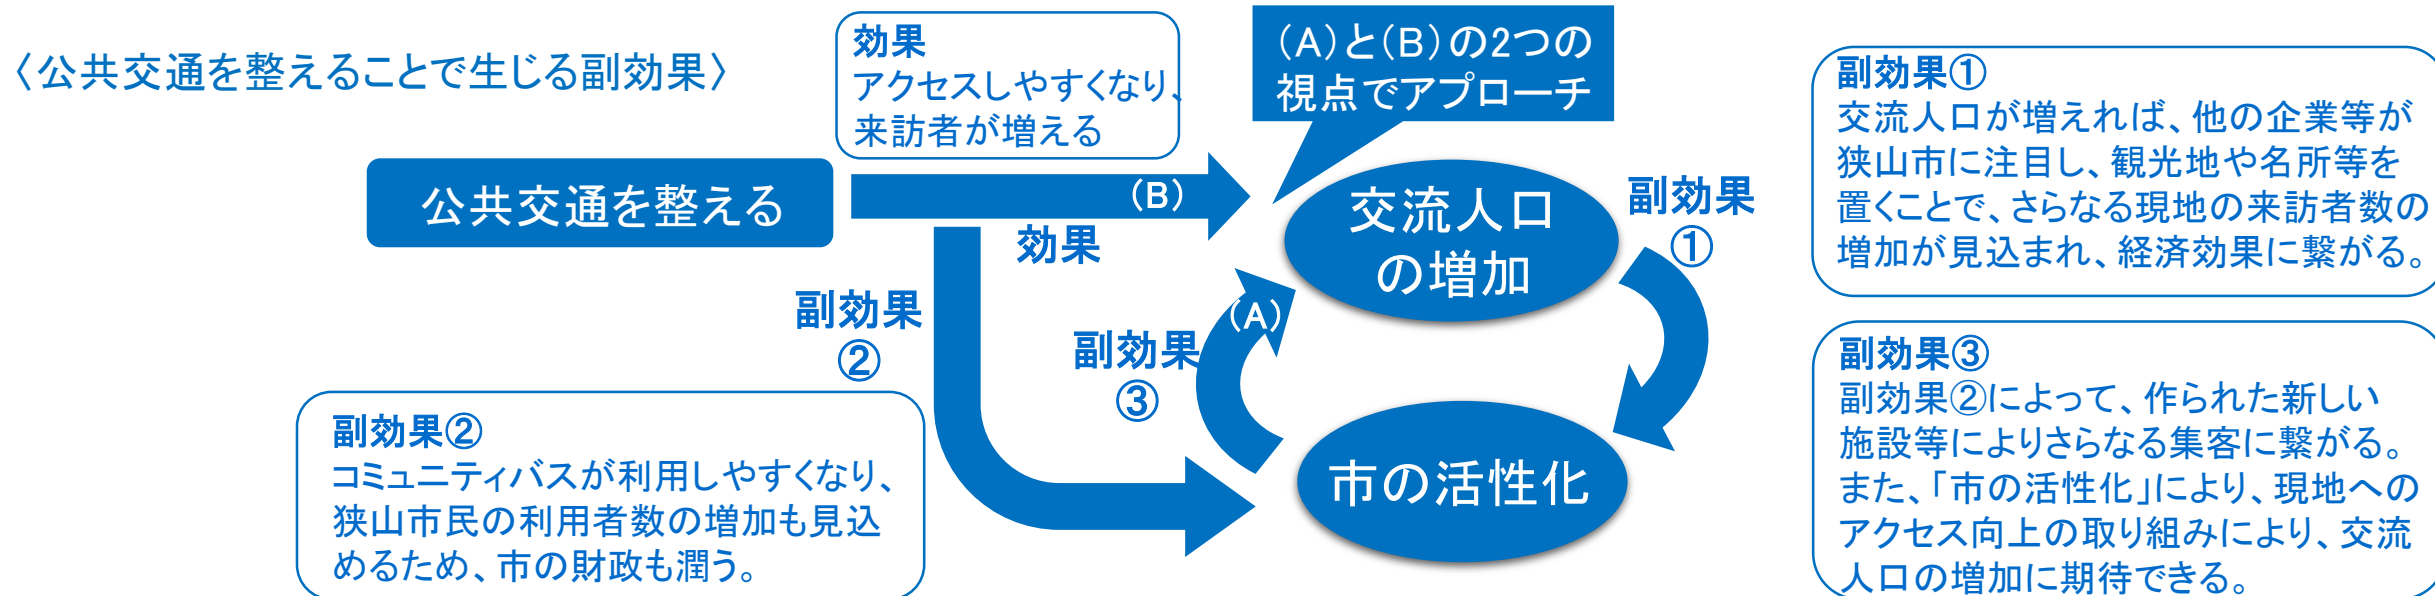 〈公共交通を整えることで生じる副効果〉
効果
アクセスしやすくなり、
来訪者が増える
(A)と(B)の2つの
視点でアプローチ
公共交通を整える
(B)
効果
交流人口
の増加
副効果
①
副効果
②
副効果
③
(A)
市の活性化
副効果①
交流人口が増えれば、他の企業等が
狭山市に注目し、観光地や名所等を
置くことで、さらなる現地の来訪者数の
増加が見込まれ、経済効果に繋がる。
副効果②
コミュニティバスが利用しやすくなり、
狭山市民の利用者数の増加も見込
めるため、市の財政も潤う。
副効果③
副効果②によって、作られた新しい
施設等によりさらなる集客に繋がる。
また、「市の活性化」により、現地への
アクセス向上の取り組みにより、交流
人口の増加に期待できる。